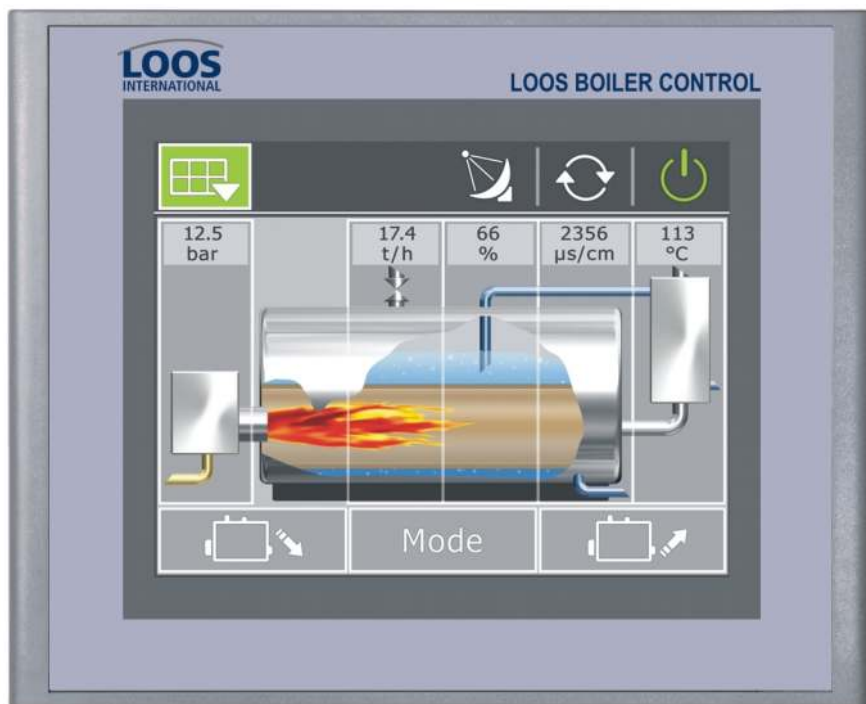 LOOS
INTERNATIONAL
LOOS BOILER CONTROL
12.5
bar
17.4
t/h
66
%
2356
µs/cm
113
°C
Mode